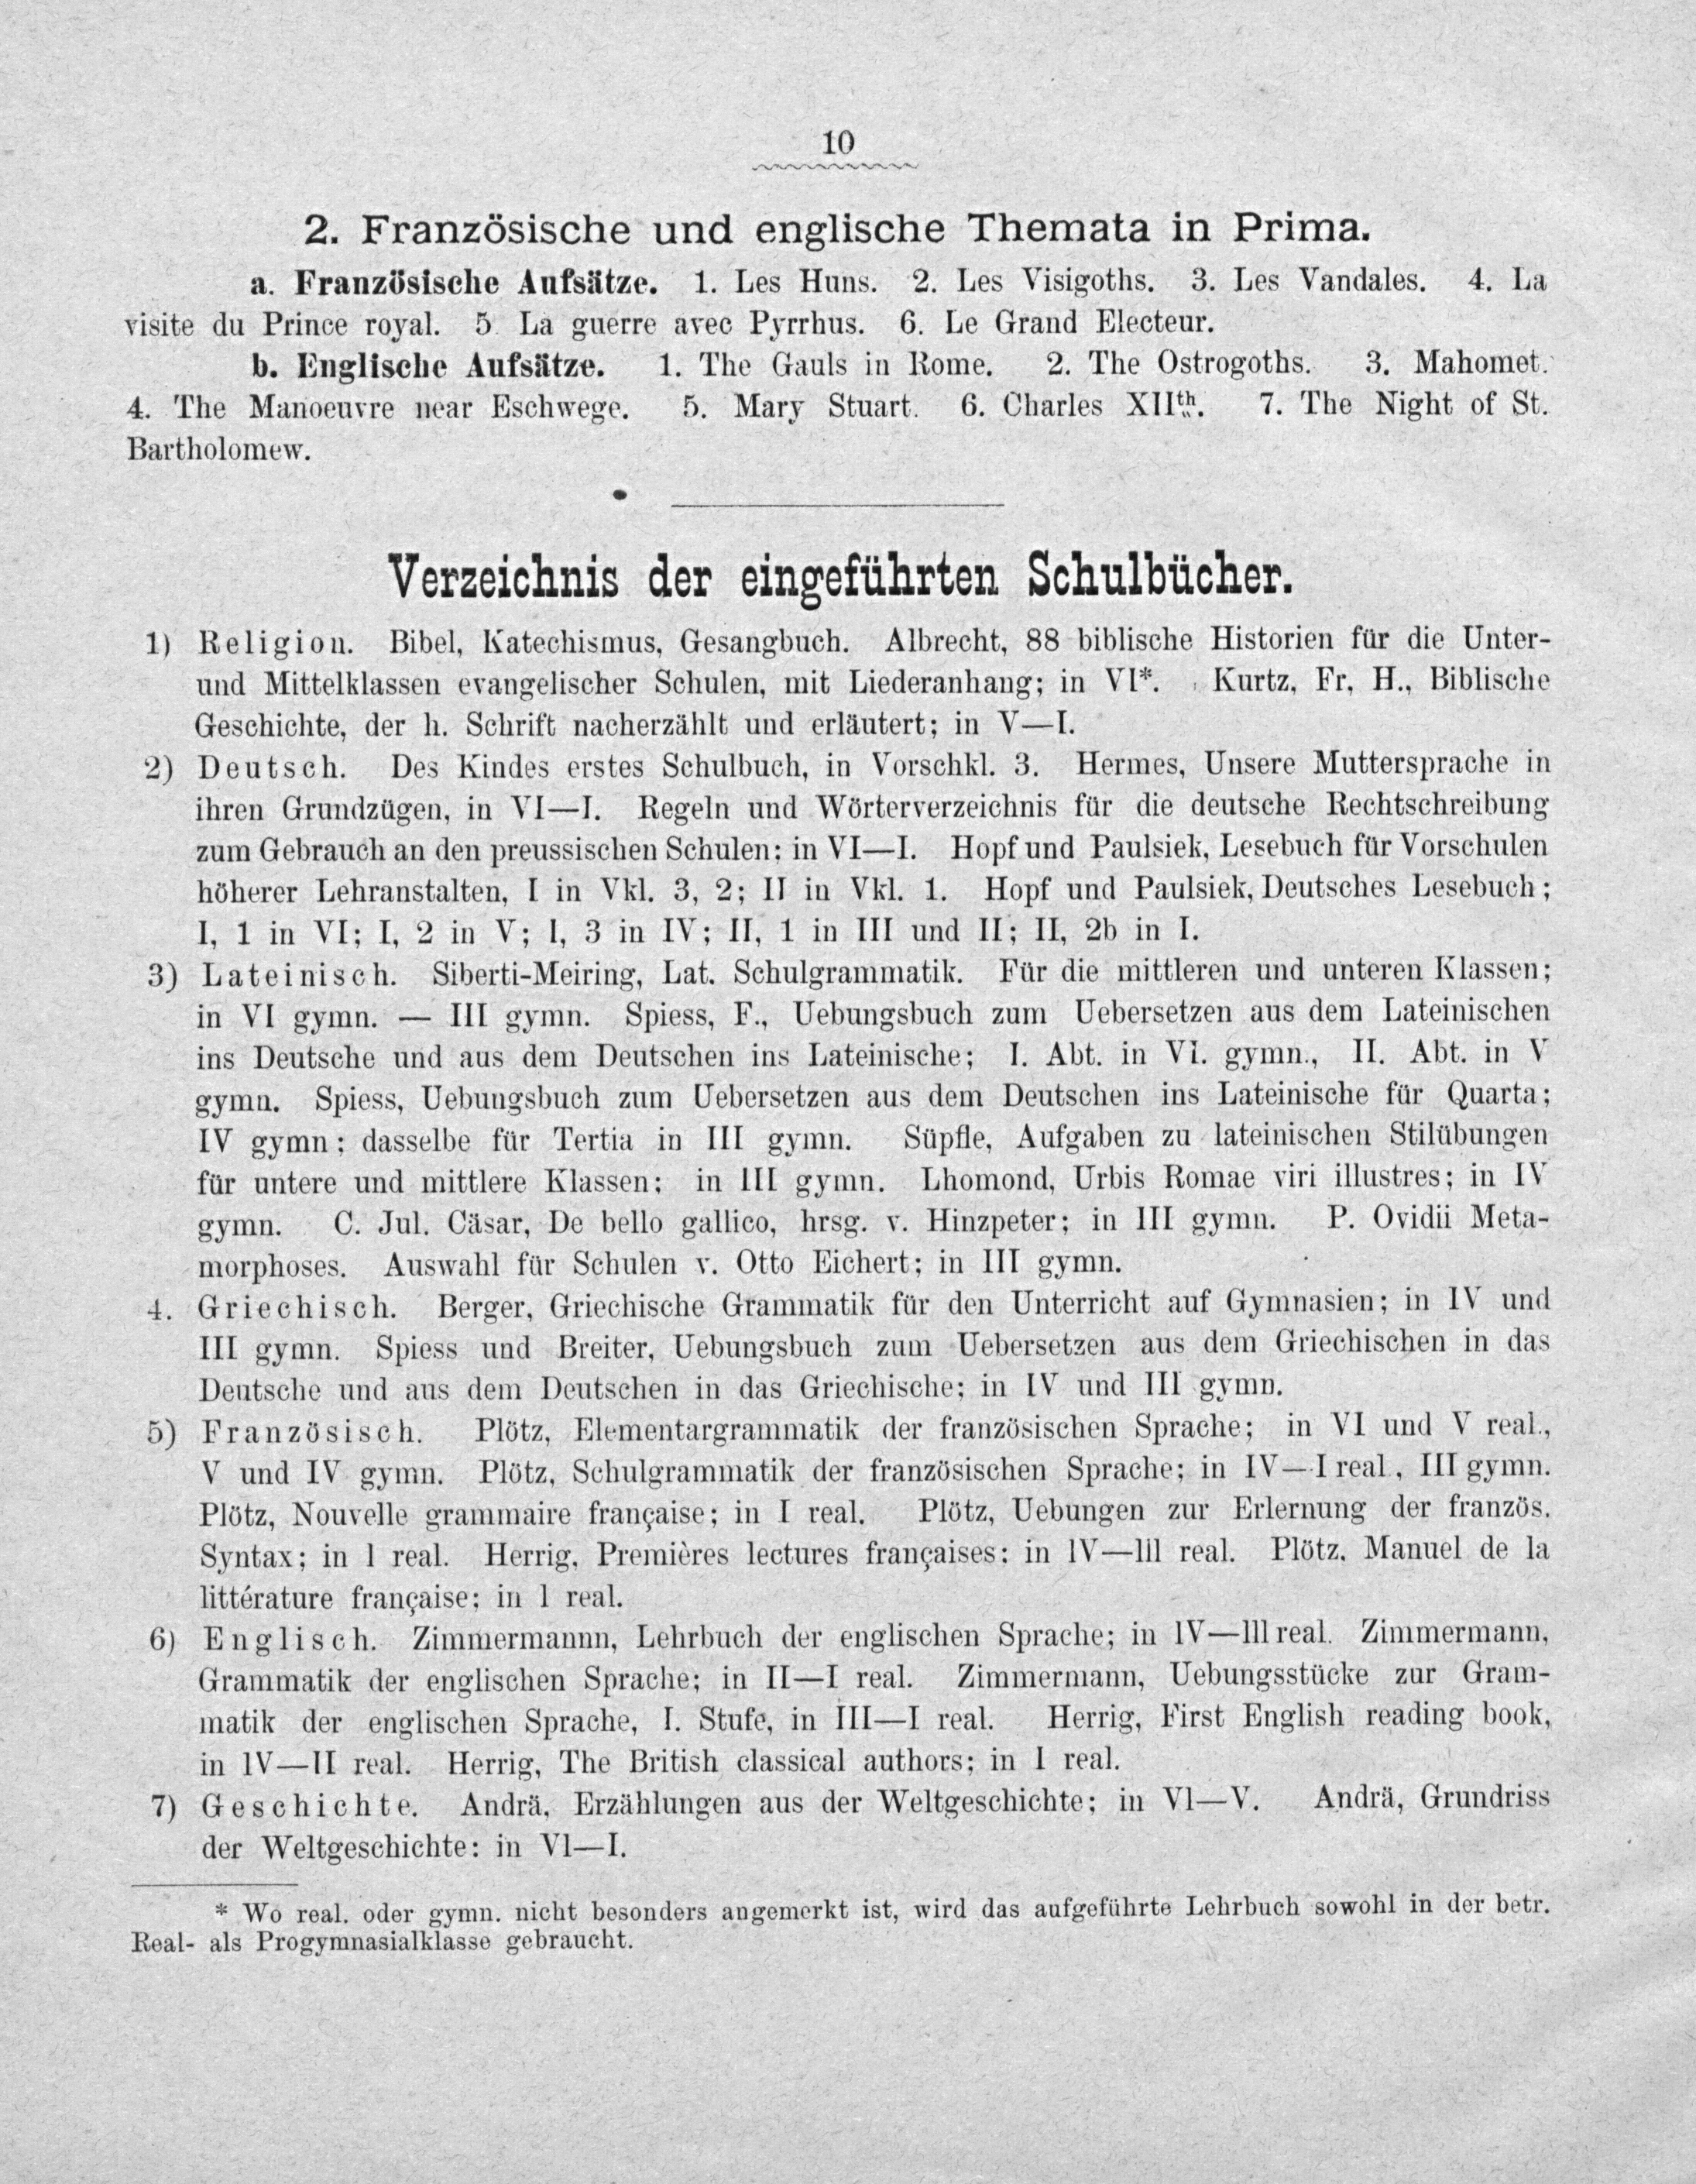 10
2. Französische und englische Themata in Prima.
a. Französische Aufsätze. 1. Les Huns. 2. Les Visigoths. 3. Les Vandales. 4. La
visite du Prince royal. 5 La guerre avec Pyrrhus. 6. Le Grand Electeur.
b. Englische Aufsätze. 1. The Gauls in Rome. 2. The Ostrogoths. 3. Mahomet.
4. The Manoeuvre near Eschwege. 5. Mary Stuart. 6. Charles XIIth. 7. The Night of St.
Bartholomew.
Verzeichnis der eingeführten Schulbücher.
1) Religion. Bibel, Katechismus, Gesangbuch. Albrecht, 88 biblische Historien für die Unter-
und Mittelklassen evangelischer Schulen, mit Liederanhang; in VI*. Kurtz, Fr, H., Biblische
Geschichte, der h. Schrift nacherzählt und erläutert; in V—I.
2) Deutsch. Des Kindes erstes Schulbuch, in Vorschkl. 3. Hermes, Unsere Muttersprache in
ihren Grundzügen, in VI—I. Regeln und Wörterverzeichnis für die deutsche Rechtschreibung
zum Gebrauch an den preussischen Schulen; in VI—I. Hopf und Paulsiek, Lesebuch für Vorschulen
höherer Lehranstalten, I in Vkl. 3, 2; II in Vkl. 1. Hopf und Paulsiek, Deutsches Lesebuch;
I, 1 in VI; I, 2 in V; I, 3 in IV; II, 1 in III und II; II, 2b in I.
3) Lateinisch. Siberti-Meiring, Lat. Schulgrammatik. Für die mittleren und unteren Klassen;
in VI gymn. — III gymn. Spiess, F., Uebungsbuch zum Uebersetzen aus dem Lateinischen
ins Deutsche und aus dem Deutschen ins Lateinische; I. Abt. in VI. gymn., II. Abt. in V
gymn. Spiess, Uebungsbuch zum Uebersetzen aus dem Deutschen ins Lateinische für Quarta;
IV gymn; dasselbe für Tertia in III gymn. Süpfle, Aufgaben zu lateinischen Stilübungen
für untere und mittlere Klassen; in III gymn. Lhomond, Urbis Romae viri illustres; in IV
gymn. C. Jul. Cäsar, De bello gallico, hrsg. v. Hinzpeter; in III gymn. P. Ovidii Meta-
morphoses. Auswahl für Schulen v. Otto Eichert; in III gymn.
4. Griechisch. Berger, Griechische Grammatik für den Unterricht auf Gymnasien; in IV und
III gymn. Spiess und Breiter, Uebungsbuch zum Uebersetzen aus dem Griechischen in das
Deutsche und aus dem Deutschen in das Griechische; in IV und III gymn.
5) Französisch. Plötz, Elementargrammatik der französischen Sprache; in VI und V real.,
V und IV gymn. Plötz, Schulgrammatik der französischen Sprache; in IV—I real, III gymn.
Plötz, Nouvelle grammaire française; in I real. Plötz, Uebungen zur Erlernung der französ.
Syntax; in I real. Herrig, Premières lectures françaises; in IV—III real. Plötz. Manuel de la
littérature française; in I real.
6) Englisch. Zimmermannn, Lehrbuch der englischen Sprache; in IV—III real. Zimmermann,
Grammatik der englischen Sprache; in II—I real. Zimmermann, Uebungsstücke zur Gram-
matik der englischen Sprache, I. Stufe, in III—I real. Herrig, First English reading book,
in IV—II real. Herrig, The British classical authors; in I real.
7) Geschichte. Andrä, Erzählungen aus der Weltgeschichte; in VI—V. Andrä, Grundriss
der Weltgeschichte: in VI—I.
* Wo real. oder gymn. nicht besonders angemerkt ist, wird das aufgeführte Lehrbuch sowohl in der betr.
Real- als Progymnasialklasse gebraucht.